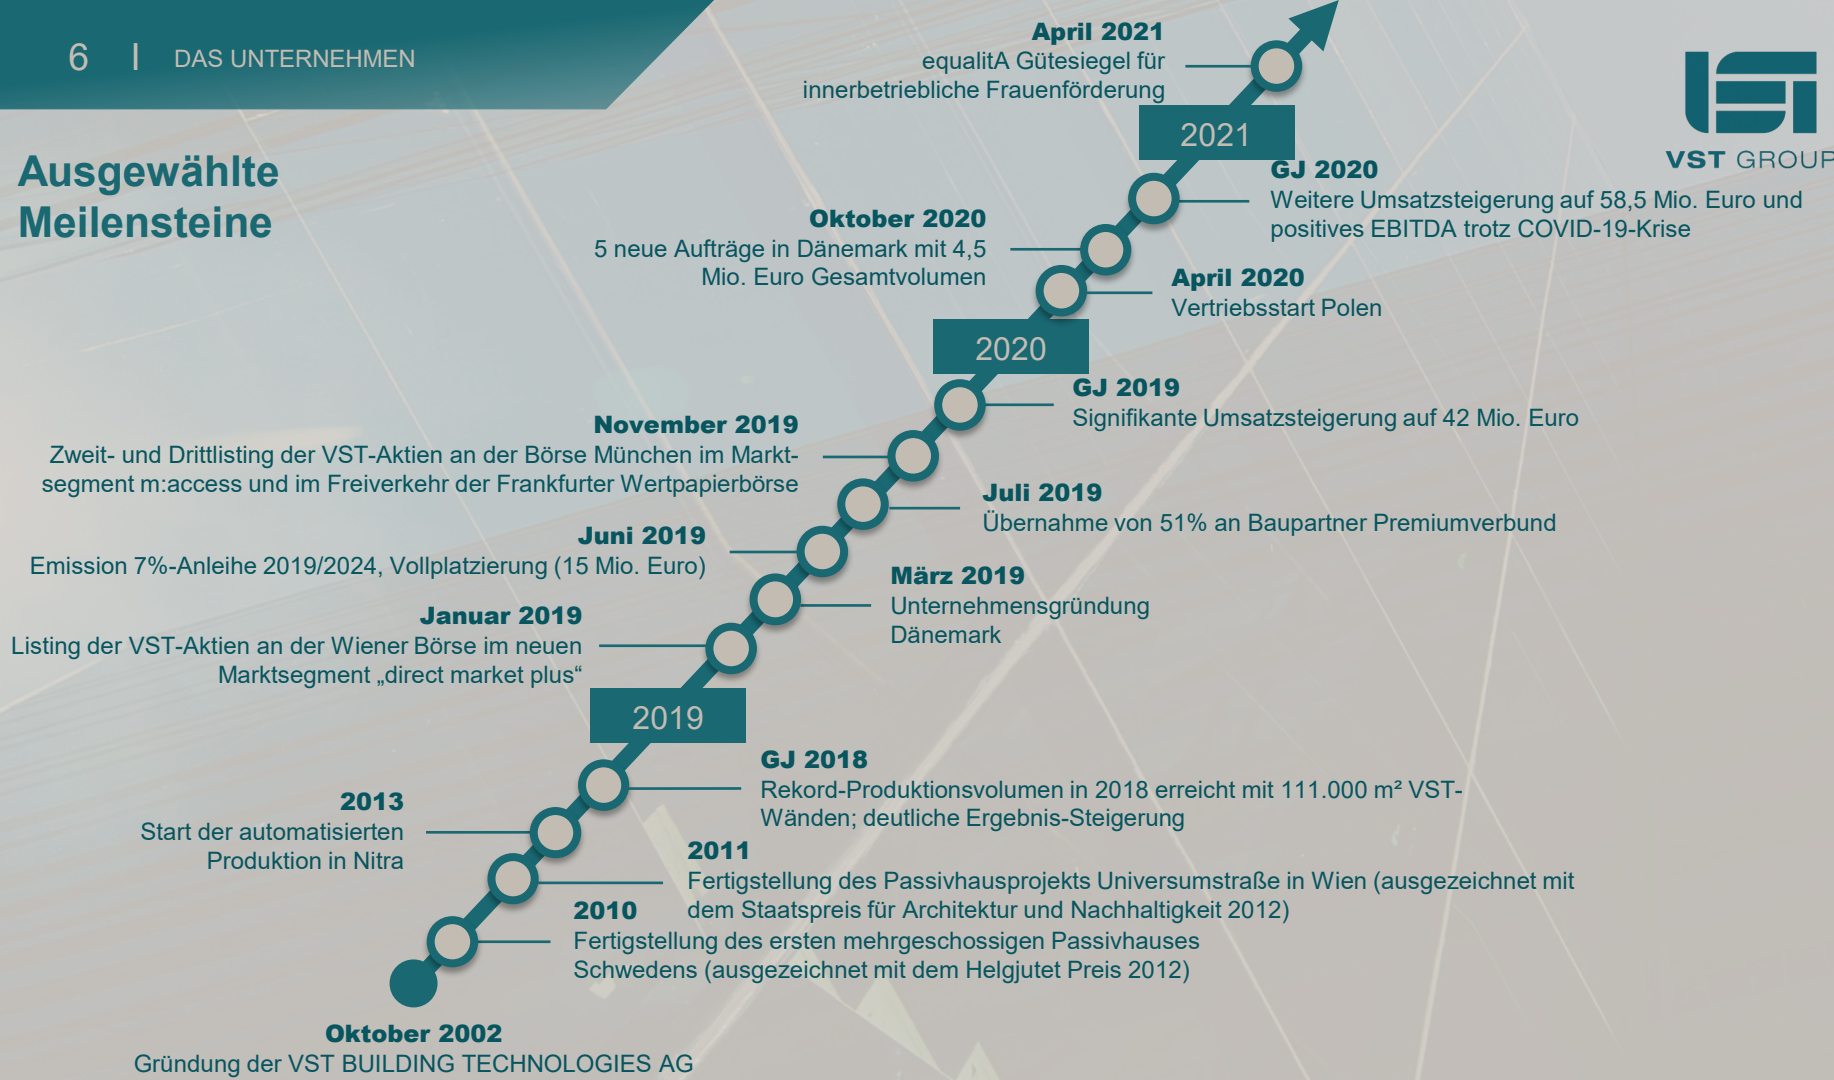 6 | DAS UNTERNEHMEN
VST GROUP
Ausgewählte
Meilensteine
April 2021
equalitA Gütesiegel für
innerbetriebliche Frauenförderung
2021
GJ 2020
Weitere Umsatzsteigerung auf 58,5 Mio. Euro und
positives EBITDA trotz COVID-19-Krise
Oktober 2020
5 neue Aufträge in Dänemark mit 4,5
Mio. Euro Gesamtvolumen
April 2020
Vertriebsstart Polen
2020
GJ 2019
Signifikante Umsatzsteigerung auf 42 Mio. Euro
November 2019
Zweit- und Drittlisting der VST-Aktien an der Börse München im Markt-
segment m:access und im Freiverkehr der Frankfurter Wertpapierbörse
Juli 2019
Übernahme von 51% an Baupartner Premiumverbund
Juni 2019
Emission 7%-Anleihe 2019/2024, Vollplatzierung (15 Mio. Euro)
März 2019
Unternehmensgründung
Dänemark
Januar 2019
Listing der VST-Aktien an der Wiener Börse im neuen
Marktsegment „direct market plus“
2019
GJ 2018
Rekord-Produktionsvolumen in 2018 erreicht mit 111.000 m² VST-
Wänden; deutliche Ergebnis-Steigerung
2013
Start der automatisierten
Produktion in Nitra
2011
Fertigstellung des Passivhausprojekts Universumstraße in Wien (ausgezeichnet mit
dem Staatspreis für Architektur und Nachhaltigkeit 2012)
2010
Fertigstellung des ersten mehrgeschossigen Passivhauses
Schwedens (ausgezeichnet mit dem Helgjutet Preis 2012)
Oktober 2002
Gründung der VST BUILDING TECHNOLOGIES AG